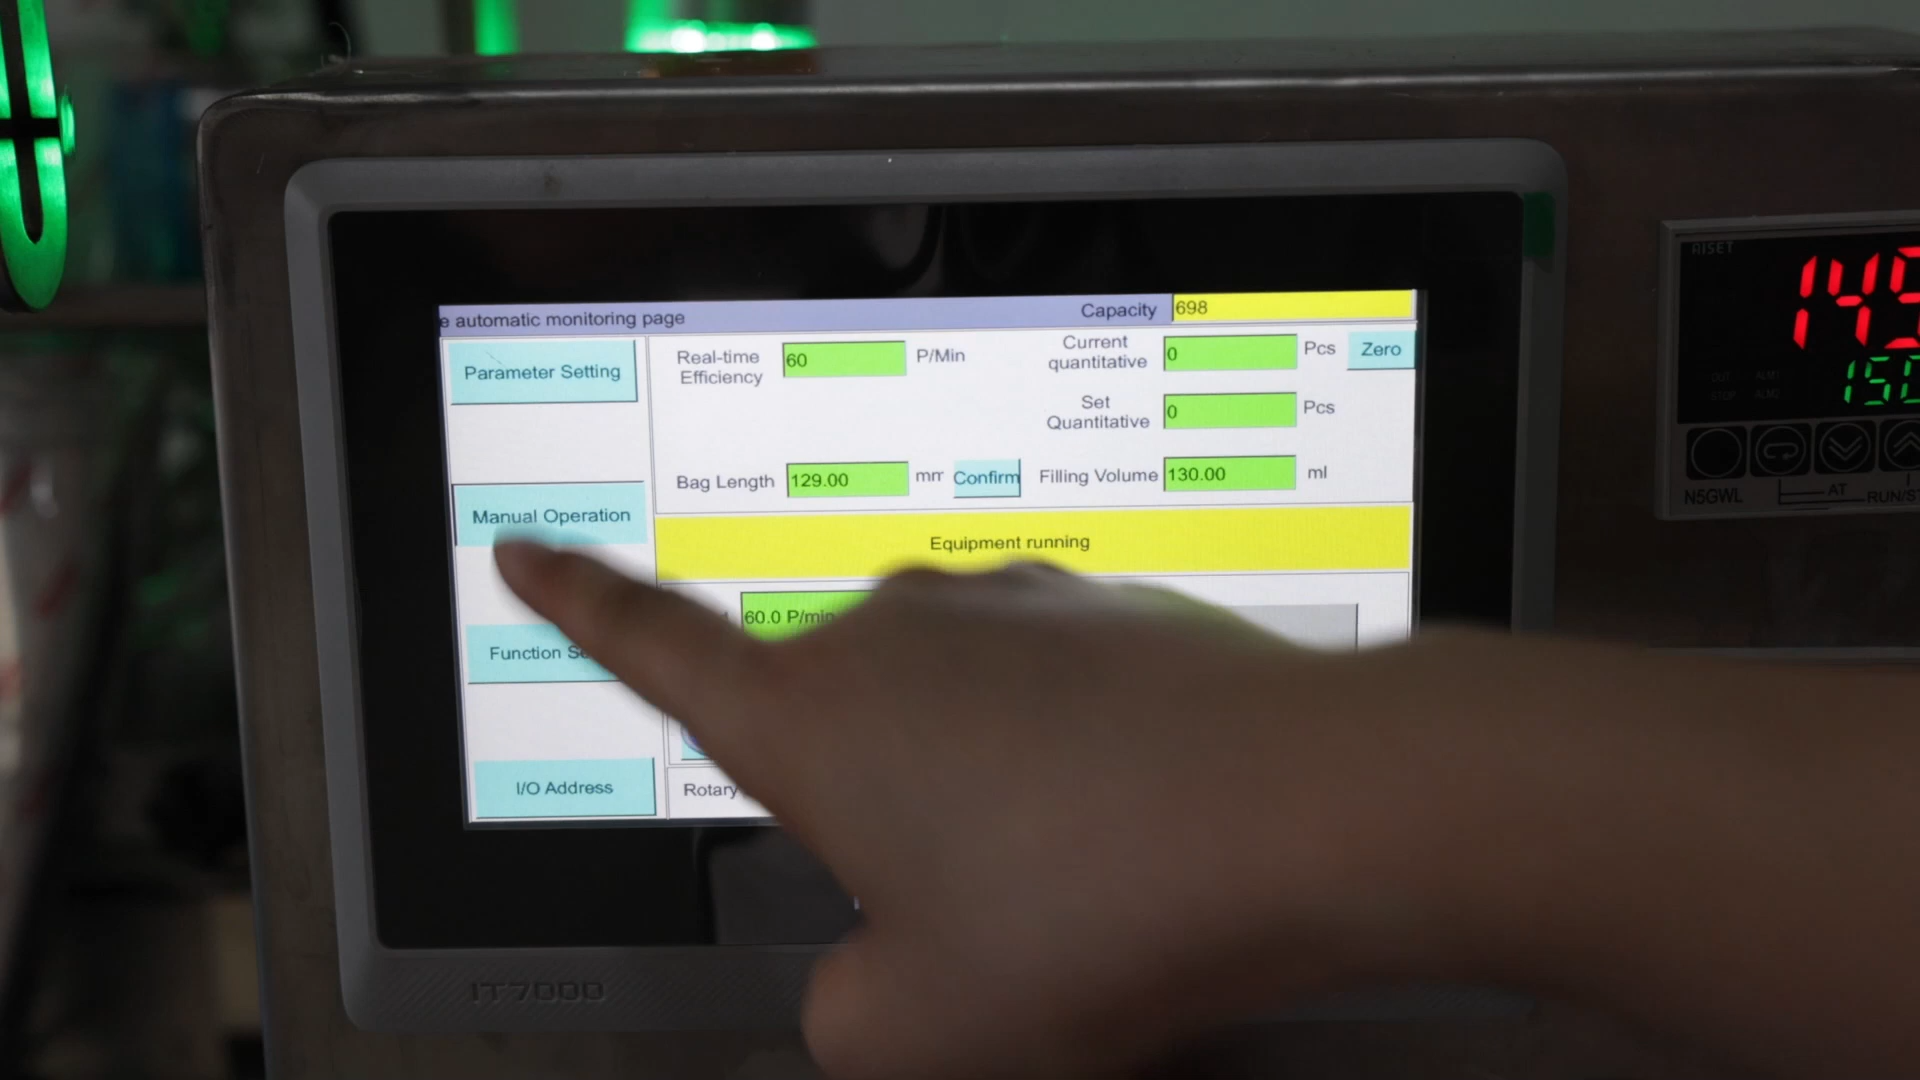 e automatic monitoring page
Capacity 698
Parameter Setting
Real-time
Efficiency
60
P/Min
Current
quantitative
0
Pcs
Zero
Set
Quantitative
0
Pcs
Bag Length
129.00
Confirm
Filling Volume
130.00
ml
Manual Operation
Equipment running
60.0 P/min
Function
I/O Address
Rotary
IT7000
149
150
N5GWL
AT